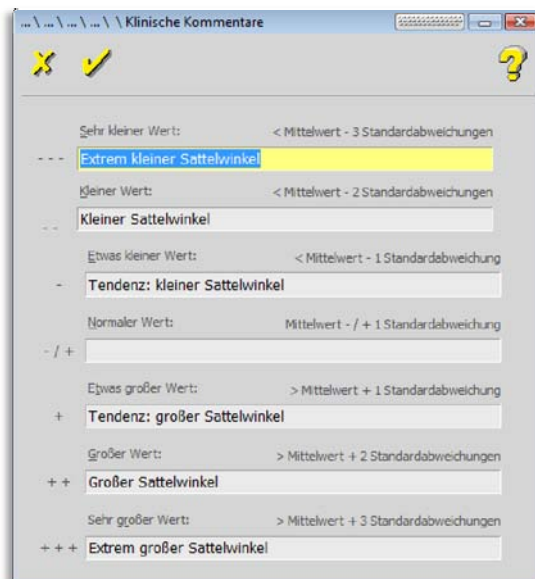 ... \ ... \ ... \ ... \ \ Klinische Kommentare
Sehr kleiner Wert: < Mittelwert - 3 Standardabweichungen
- - - Extrem kleiner Sattelwinkel
Kleiner Wert: < Mittelwert - 2 Standardabweichungen
- - Kleiner Sattelwinkel
Etwas kleiner Wert: < Mittelwert - 1 Standardabweichung
- Tendenz: kleiner Sattelwinkel
Normaler Wert: Mittelwert - / + 1 Standardabweichung
- / +
Etwas großer Wert: > Mittelwert + 1 Standardabweichung
+ Tendenz: großer Sattelwinkel
Großer Wert: > Mittelwert + 2 Standardabweichungen
+ + Großer Sattelwinkel
Sehr großer Wert: > Mittelwert + 3 Standardabweichungen
+ + + Extrem großer Sattelwinkel